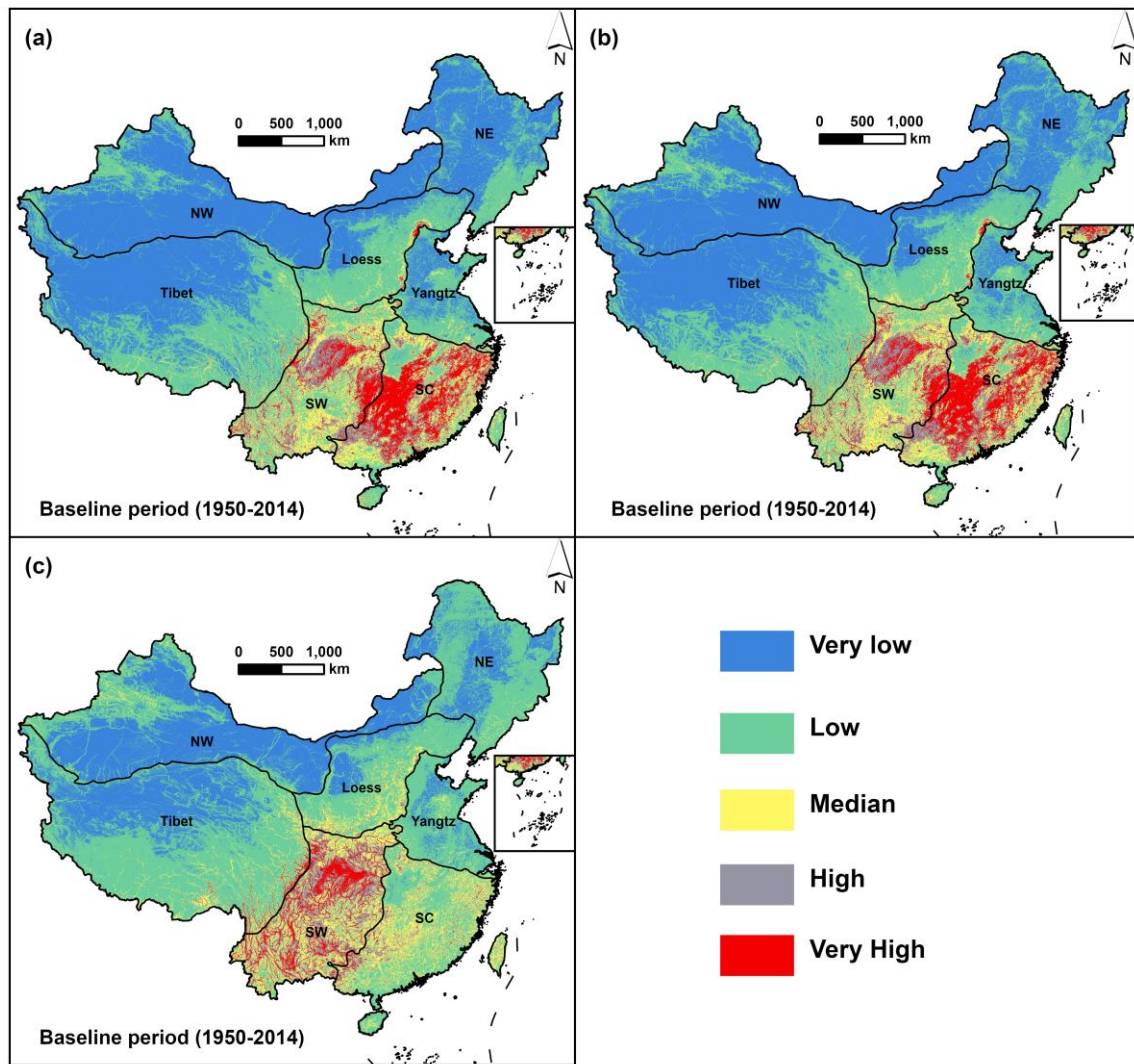 (a)
N
0 500 1,000
km
NE
NW
Loess
Tibet
Yangtz
SW
SC
Baseline period (1950-2014)
(b)
N
0 500 1,000
km
NE
NW
Loess
Tibet
Yangtz
SW
SC
Baseline period (1950-2014)
(c)
N
0 500 1,000
km
NE
NW
Loess
Tibet
Yangtz
SW
SC
Baseline period (1950-2014)
Very low
Low
Median
High
Very High